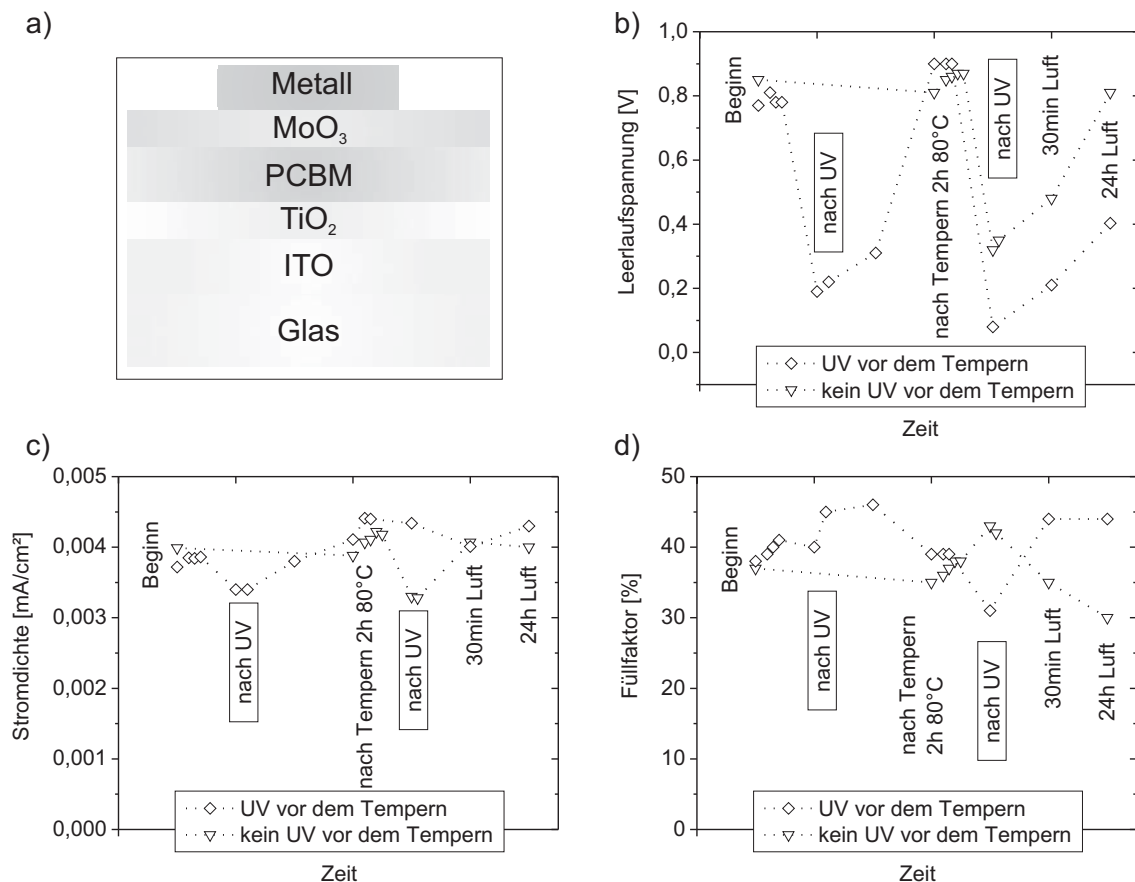 a)
Metall
MoO₃
PCBM
TiO₂
ITO
Glas
b)
Leerlaufspannung [V]
1,0
0,8
0,6
0,4
0,2
0,0
Beginn
nach UV
nach Tempern 2h 80°C
nach UV
30min Luft
24h Luft
UV vor dem Tempern
kein UV vor dem Tempern
Zeit
c)
Stromdichte [mA/cm²]
0,005
0,004
0,003
0,002
0,001
0,000
Beginn
nach UV
nach Tempern 2h 80°C
nach UV
30min Luft
24h Luft
UV vor dem Tempern
kein UV vor dem Tempern
Zeit
d)
Füllfaktor [%]
50
40
30
20
10
0
Beginn
nach UV
nach Tempern
2h 80°C
nach UV
30min Luft
24h Luft
UV vor dem Tempern
kein UV vor dem Tempern
Zeit